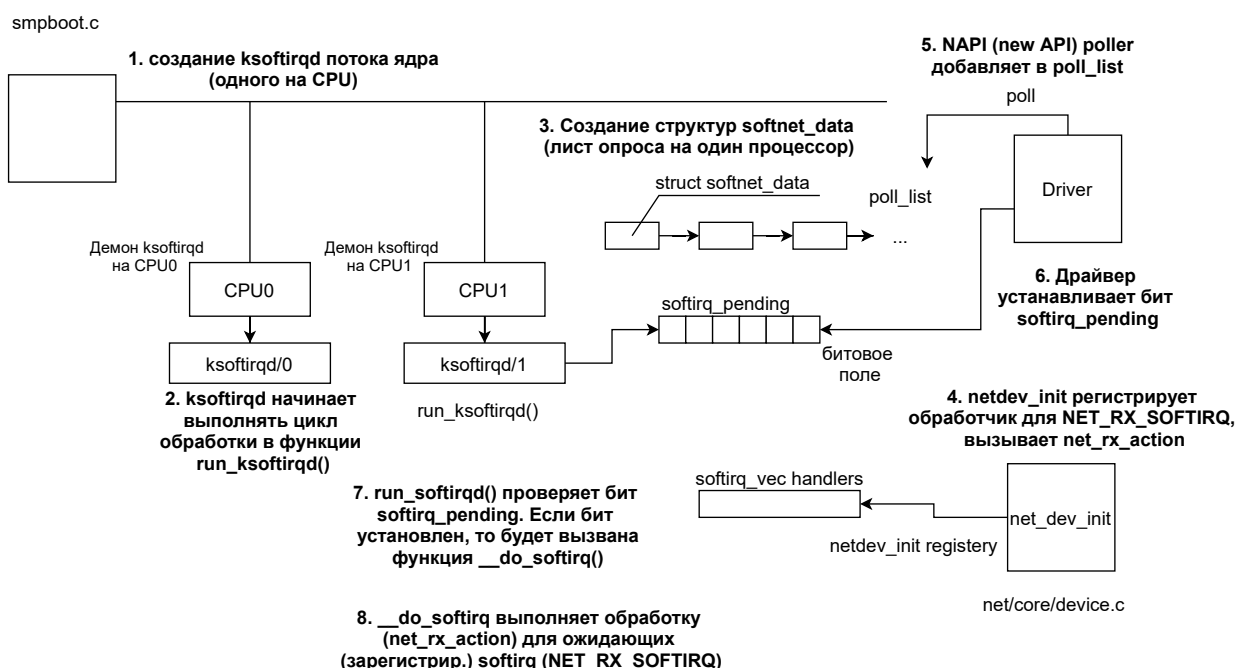 smpboot.c
1. создание ksoftirqd потока ядра
(одного на CPU)
5. NAPI (new API) poller
добавляет в poll_list
poll
3. Создание структур softnet_data
(лист опроса на один процессор)
struct softnet_data
poll_list
...
Driver
Демон ksoftirqd
на CPU0
Демон ksoftirqd
на CPU1
CPU0
CPU1
6. Драйвер
устанавливает бит
softirq_pending
softirq_pending
битовое
поле
ksoftirqd/0
ksoftirqd/1
2. ksoftirqd начинает
выполнять цикл
обработки в функции
run_ksoftirqd()
run_ksoftirqd()
4. netdev_init регистрирует
обработчик для NET_RX_SOFTIRQ,
вызывает net_rx_action
softirq_vec handlers
net_dev_init
netdev_init registery
net/core/device.c
7. run_softirqd() проверяет бит
softirq_pending. Если бит
установлен, то будет вызвана
функция __do_softirq()
8. __do_softirq выполняет обработку
(net_rx_action) для ожидающих
(зарегистрир.) softirq (NET_RX_SOFTIRQ)